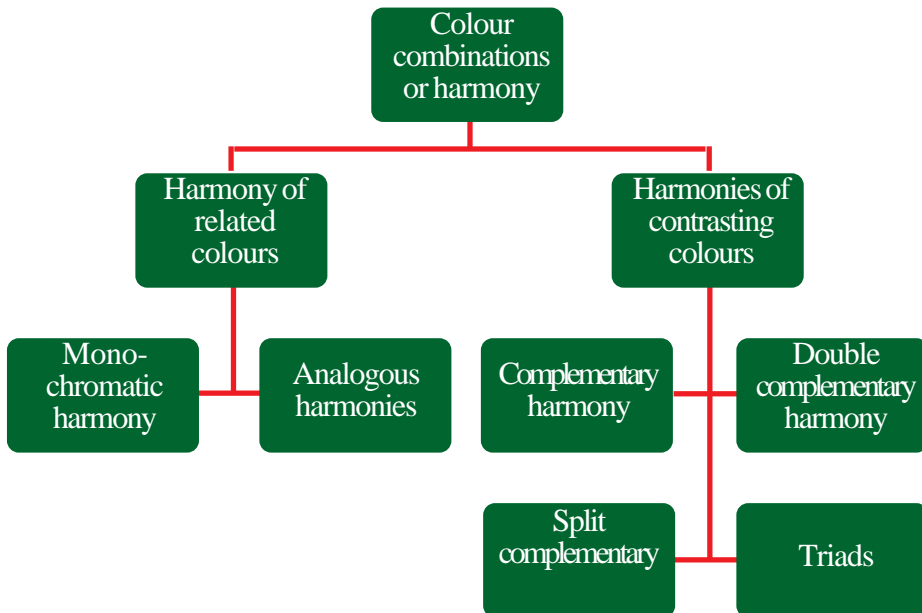 Colour
combinations
or harmony
Harmony of
related
colours
Harmonies of
contrasting
colours
Mono-
chromatic
harmony
Analogous
harmonies
Complementary
harmony
Double
complementary
harmony
Split
complementary
Triads